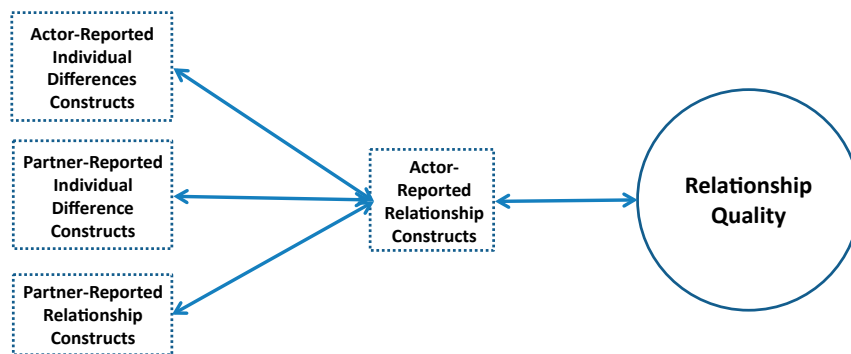 Actor-Reported
Individual
Differences
Constructs
Partner-Reported
Individual
Difference
Constructs
Partner-Reported
Relationship
Constructs
Actor-
Reported
Relationship
Constructs
Relationship
Quality